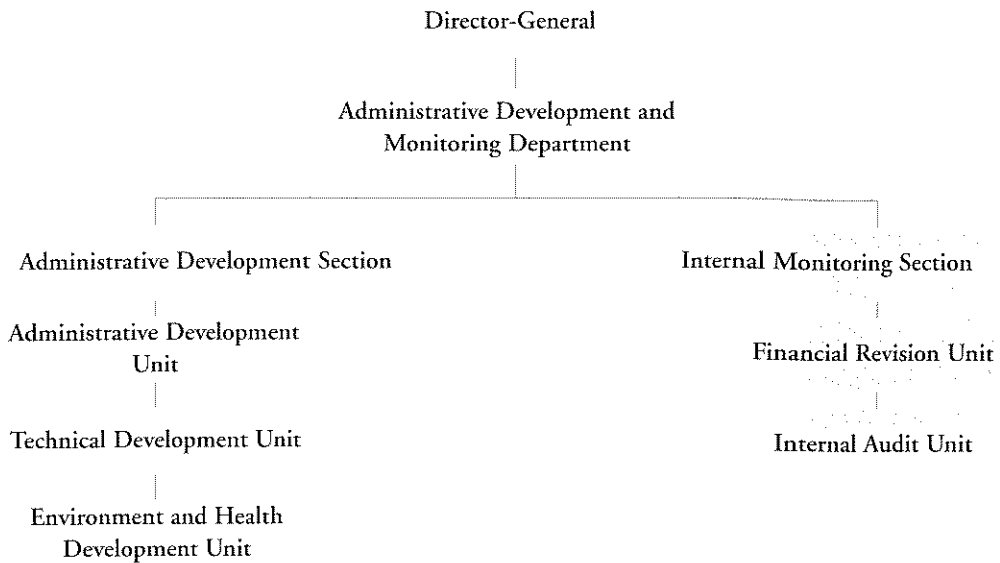 Director-General
Administrative Development and
Monitoring Department
Administrative Development Section
Internal Monitoring Section
Administrative Development
Unit
Financial Revision Unit
Technical Development Unit
Internal Audit Unit
Environment and Health
Development Unit